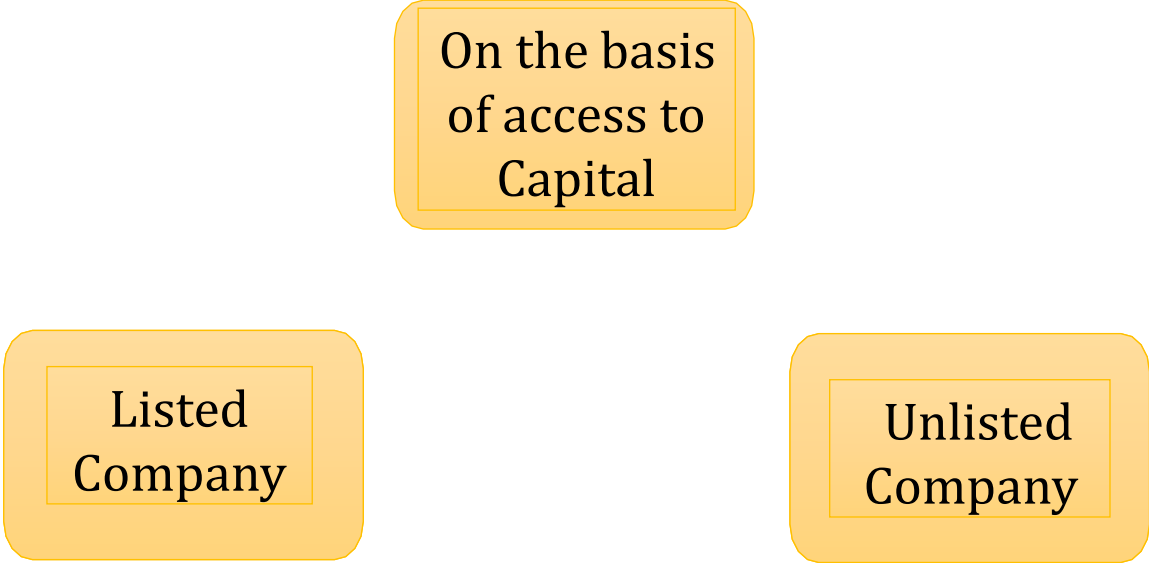 On the basis
of access to
Capital
Listed
Company
Unlisted
Company